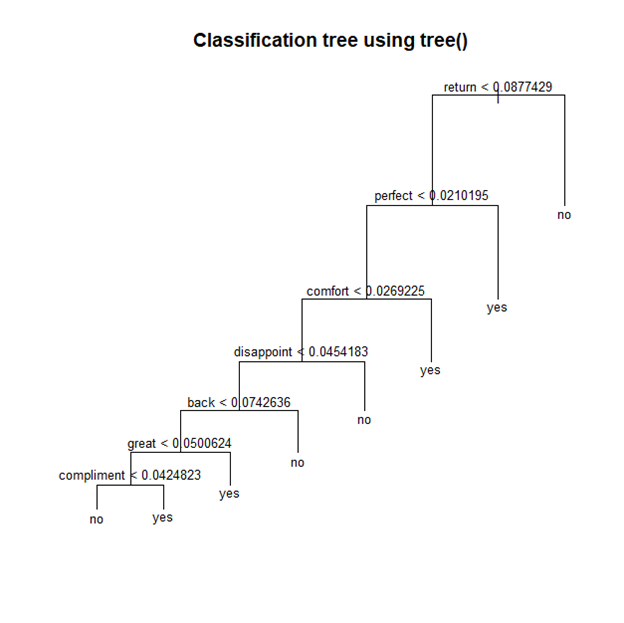 Classification tree using tree()
return < 0.0877429
perfect < 0.0210195
no
comfort < 0.0269225
yes
disappoint < 0.0454183
yes
back < 0.0742636
no
great < 0.0500624
no
compliment < 0.0424823
yes
no
yes